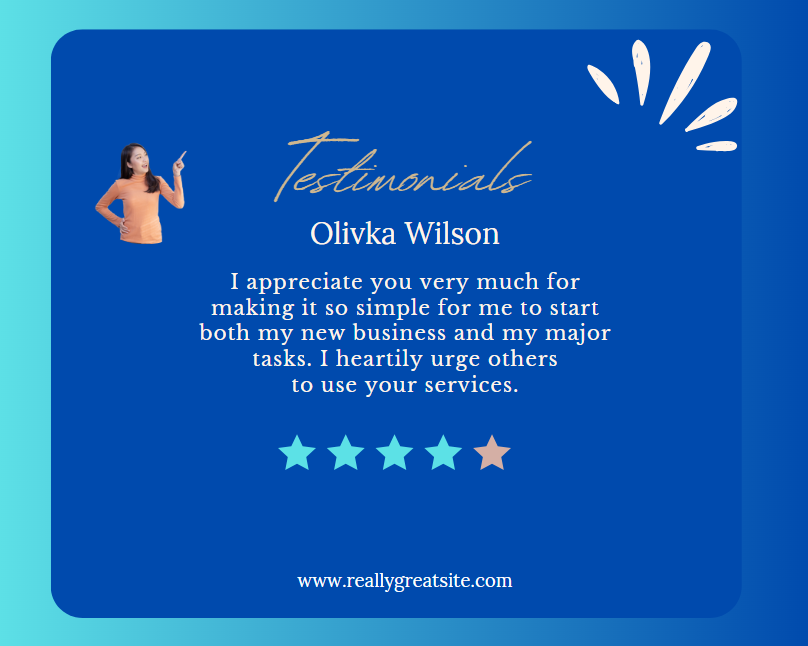 Testimonials
Olivka Wilson
I appreciate you very much for
making it so simple for me to start
both my new business and my major
tasks. I heartily urge others
to use your services.
www.reallygreatsite.com